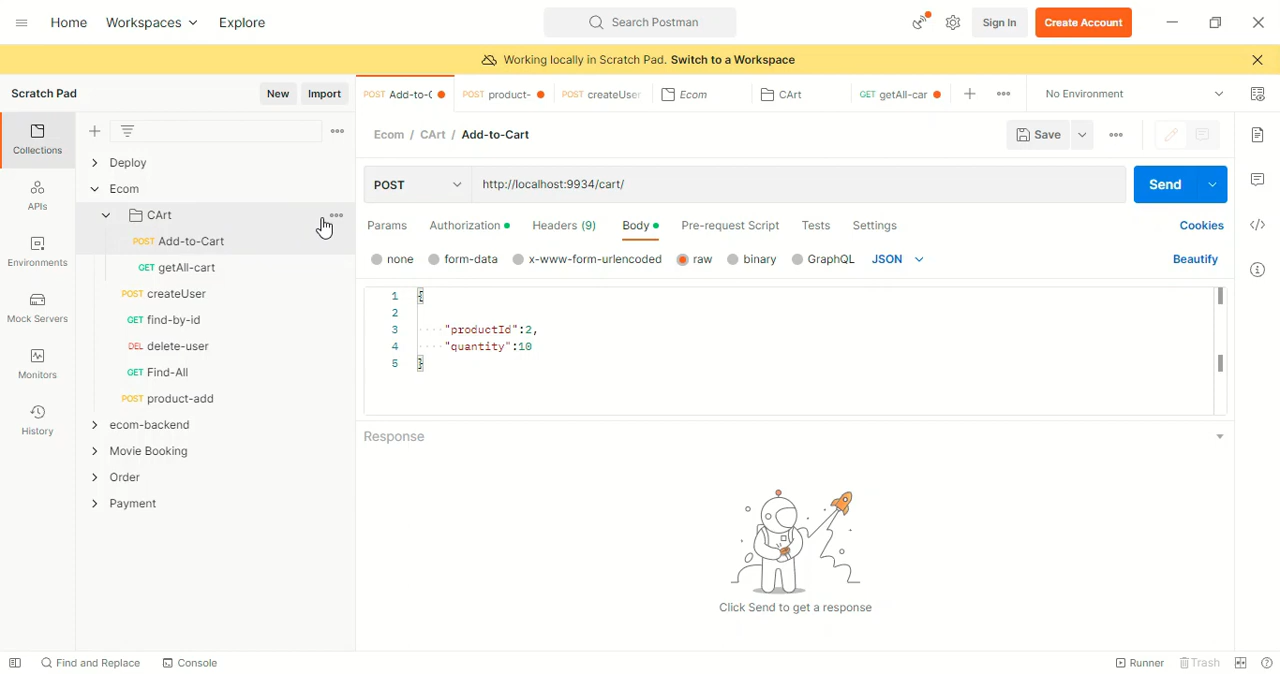 Home Workspaces Explore Search Postman Sign In Create Account
Working locally in Scratch Pad. Switch to a Workspace
Scratch Pad New Import
POST Add-to-C POST product- POST createUser Ecom CArt GET getAll-car No Environment
Collections
APIs
Environments
Mock Servers
Monitors
History
Deploy
Ecom
CArt
POST Add-to-Cart
GET getAll-cart
POST createUser
GET find-by-id
DEL delete-user
GET Find-All
POST product-add
ecom-backend
Movie Booking
Order
Payment
Ecom / CArt / Add-to-Cart Save
POST http://localhost:9934/cart/ Send
Params Authorization Headers (9) Body Pre-request Script Tests Settings Cookies
none form-data x-www-form-urlencoded raw binary GraphQL JSON Beautify
1 {
2
3 "productId":2,
4 "quantity":10
5 }
Response
Click Send to get a response
Find and Replace Console Runner Trash